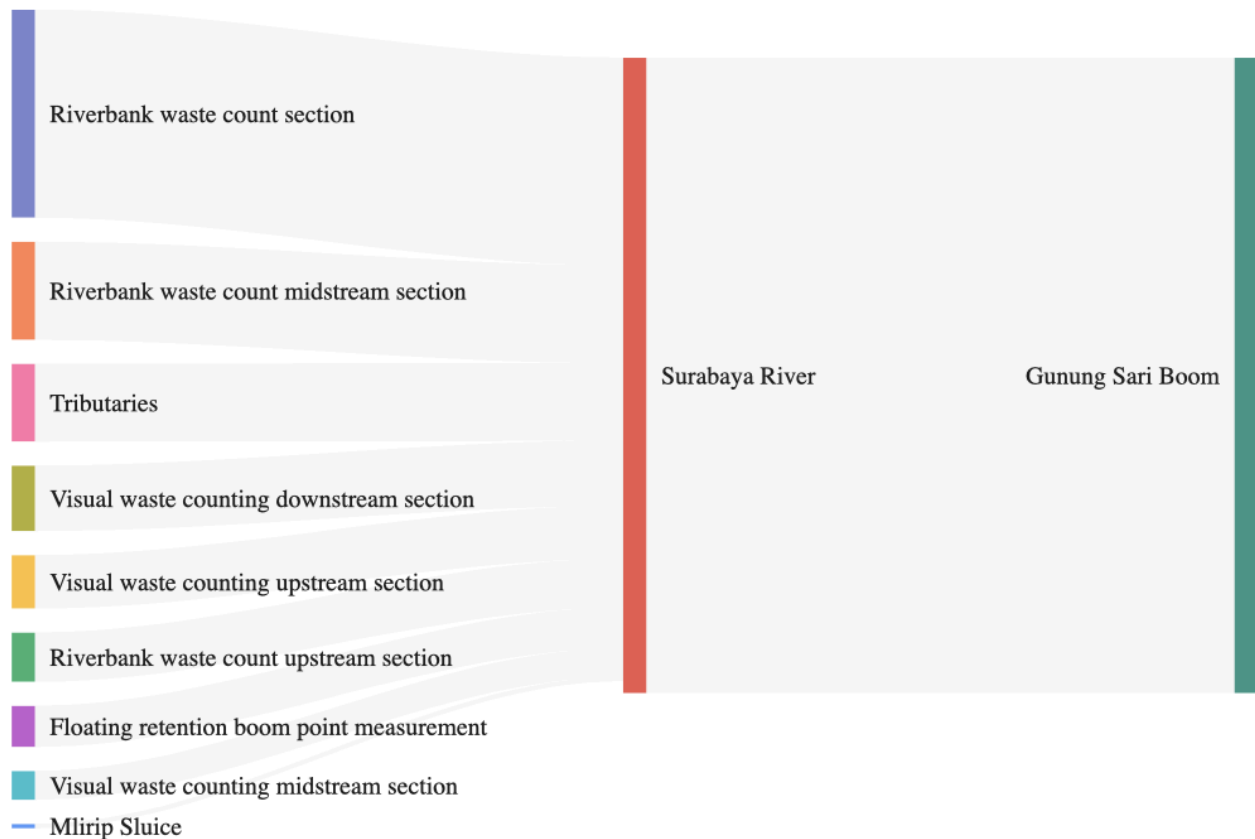 Riverbank waste count section
Riverbank waste count midstream section
Tributaries
Visual waste counting downstream section
Visual waste counting upstream section
Riverbank waste count upstream section
Floating retention boom point measurement
Visual waste counting midstream section
Mlirip Sluice
Surabaya River
Gunung Sari Boom